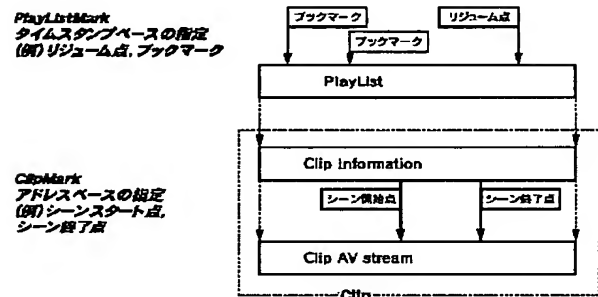 PlayListMark
タイムスタンプベースの指定
(例)リジューム点,ブックマーク
ブックマーク
リジューム点
ブックマーク
PlayList
ClipMark
アドレスベースの指定
(例)シーンスタート点,
シーン終了点
Clip Information
シーン開始点
シーン終了点
Clip AV stream
Clip